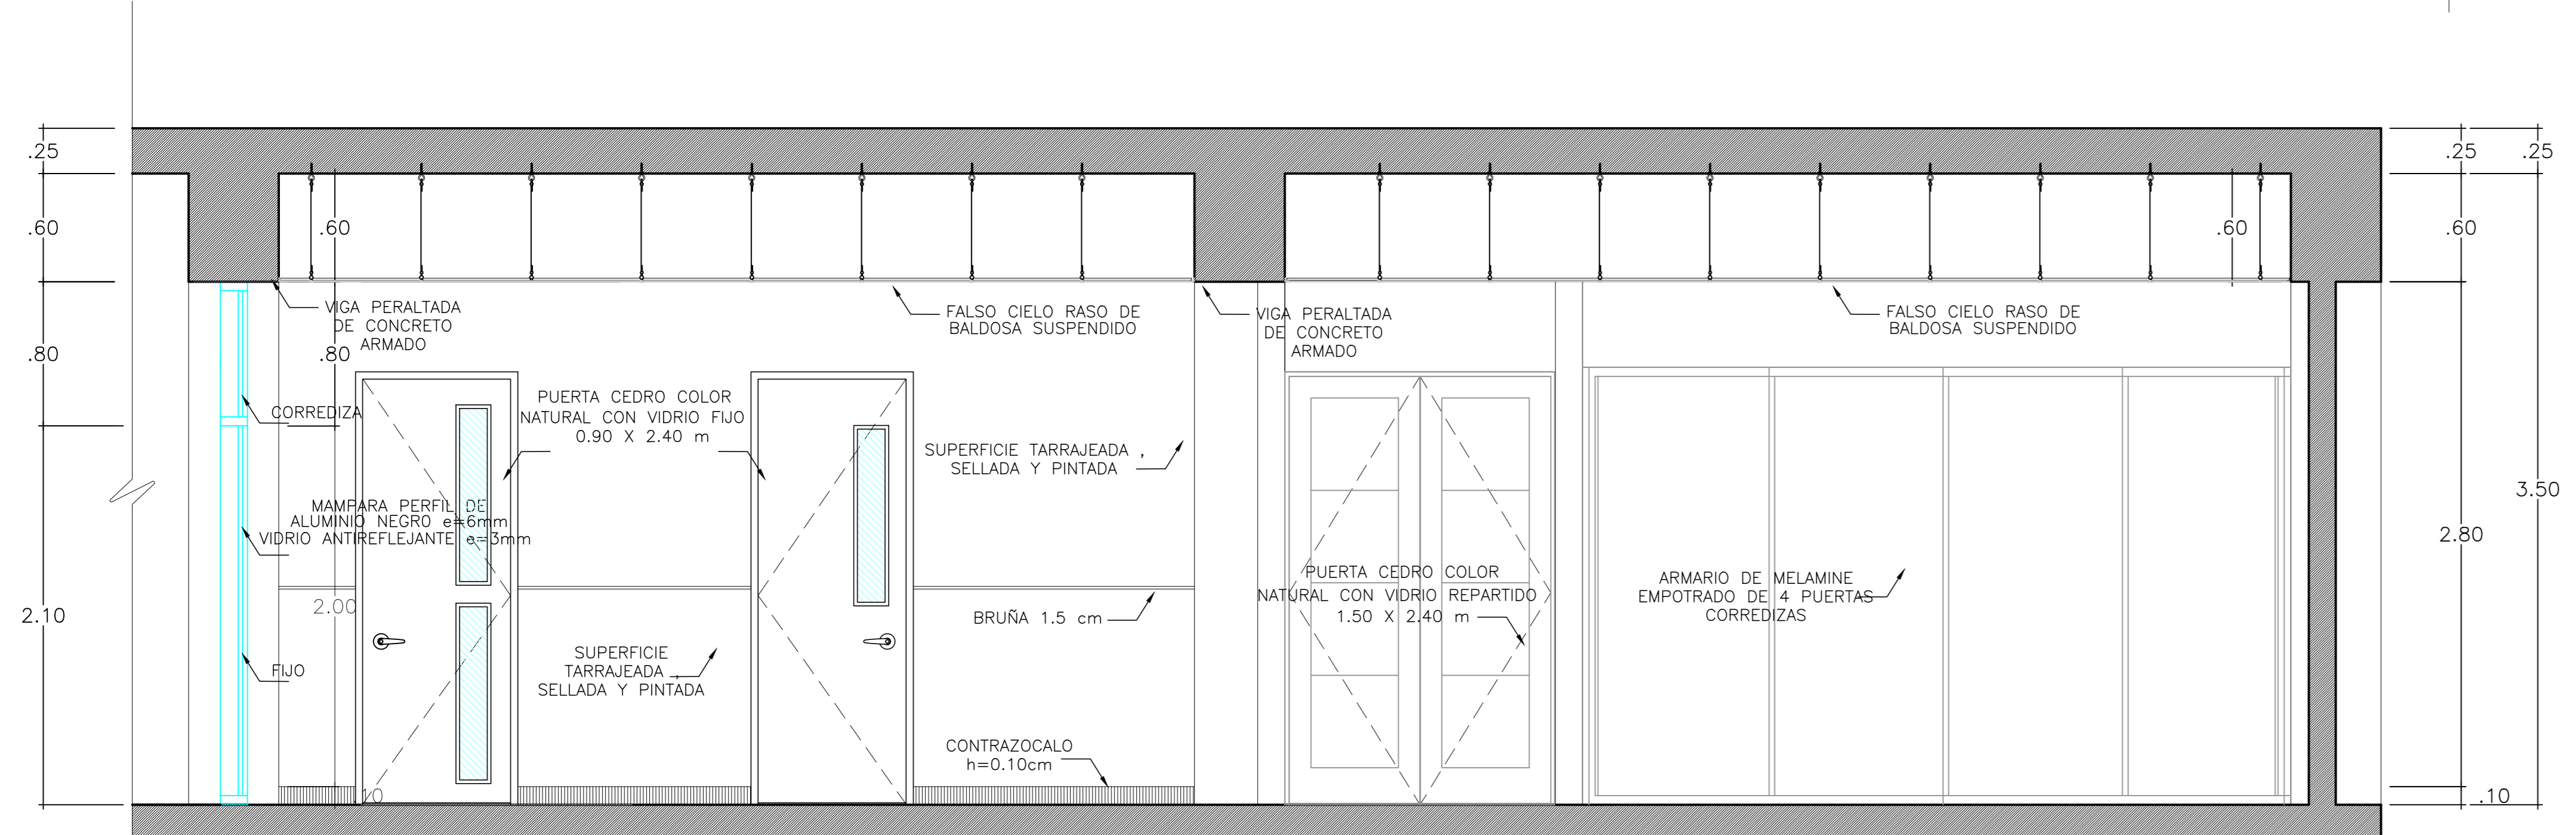 .25
.25
.25
.60
.60
.60
.60
VIGA PERALTADA
DE CONCRETO
ARMADO
FALSO CIELO RASO DE
BALDOSA SUSPENDIDO
VIGA PERALTADA
DE CONCRETO
ARMADO
FALSO CIELO RASO DE
BALDOSA SUSPENDIDO
.80
.80
CORREDIZA
PUERTA CEDRO COLOR
NATURAL CON VIDRIO FIJO
0.90 X 2.40 m
SUPERFICIE TARRAJEADA ,
SELLADA Y PINTADA
3.50
MAMPARA PERFIL DE
ALUMINIO NEGRO e=6mm
VIDRIO ANTIREFLEJANTE e=3mm
2.80
PUERTA CEDRO COLOR
NATURAL CON VIDRIO REPARTIDO
1.50 X 2.40 m
ARMARIO DE MELAMINE
EMPOTRADO DE 4 PUERTAS
CORREDIZAS
2.10
2.00
BRUÑA 1.5 cm
FIJO
SUPERFICIE
TARRAJEADA ,
SELLADA Y PINTADA
CONTRAZOCALO
h=0.10cm
.10
.10